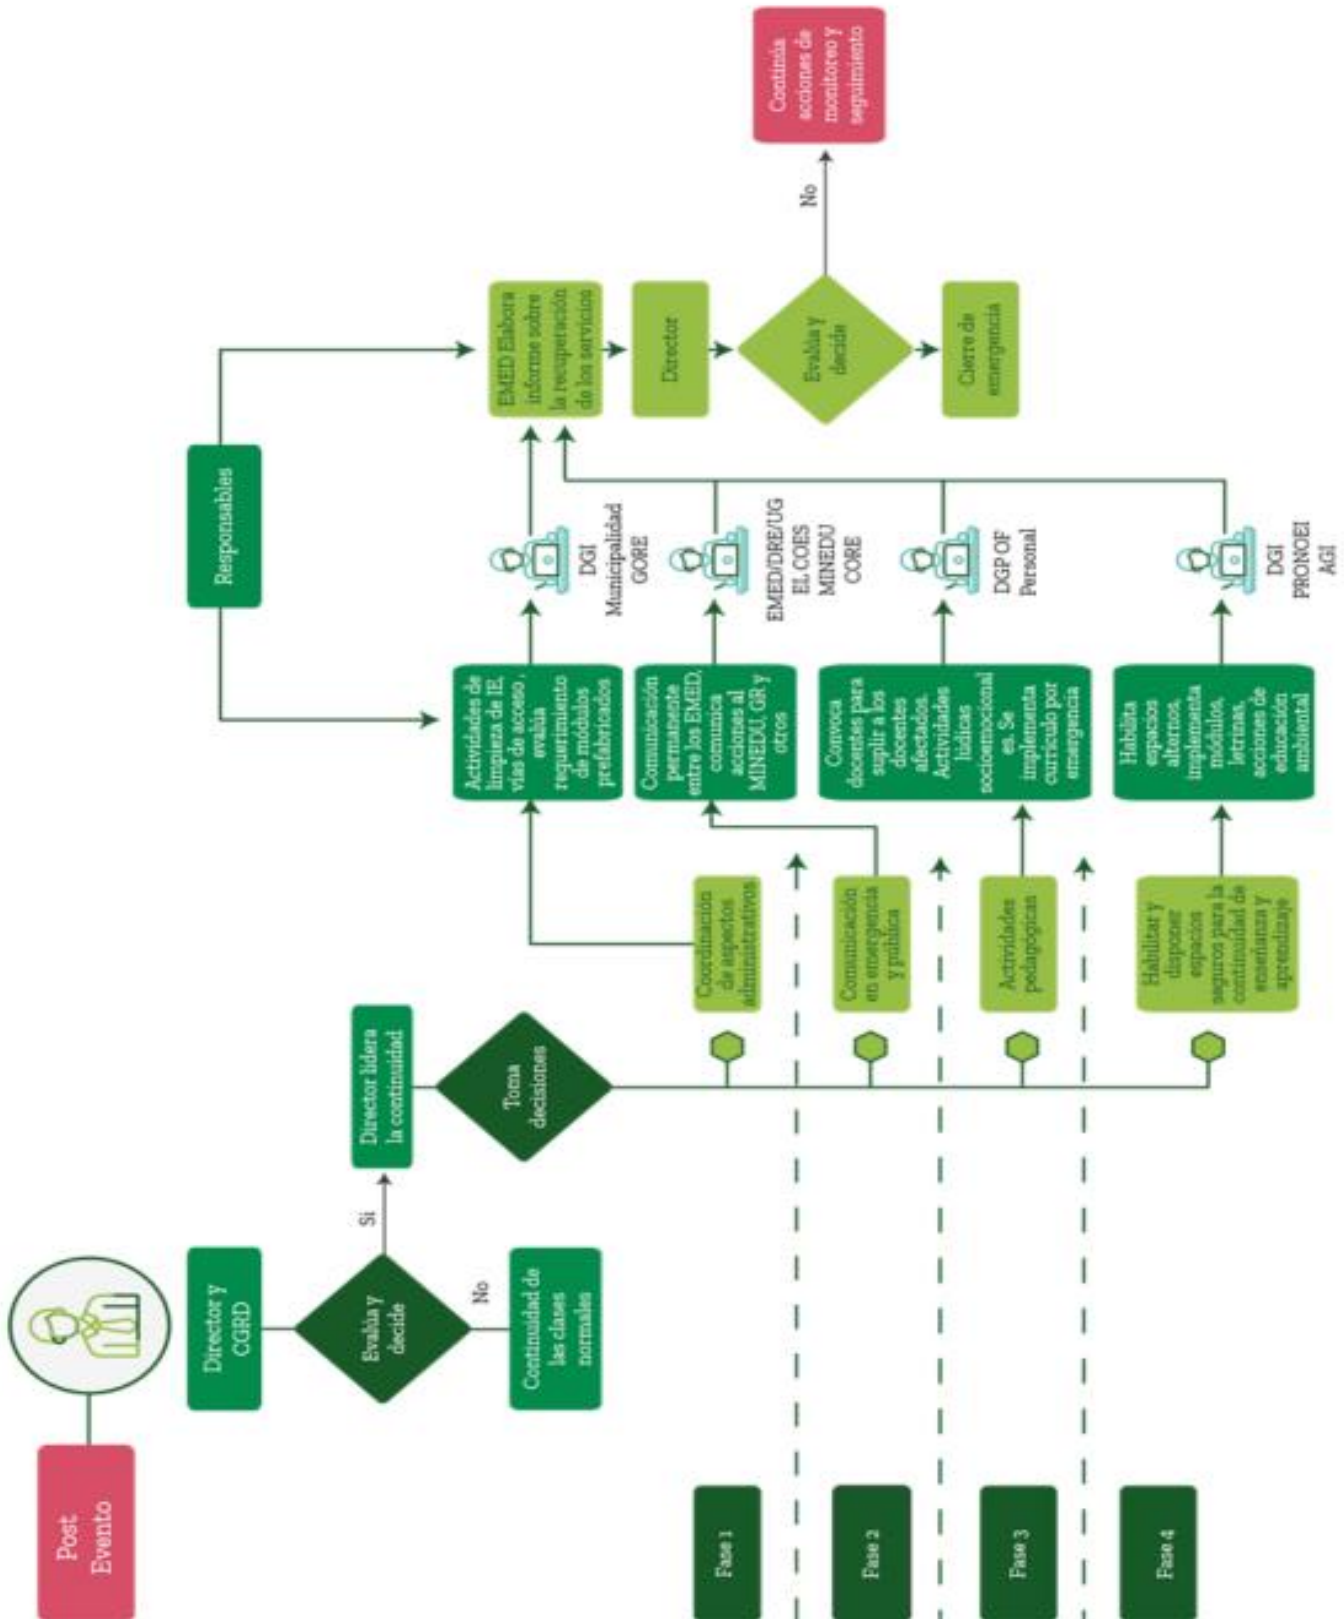 Post
Evento
Director y
CGRD
Evalúa y
decide
Si
No
Continuidad de
las clases
normales
Director lidera
la continuidad
Toma
decisiones
Responsables
Fase 1
Coordinación
de aspectos
administrativos
Actividades de
limpieza de IE,
vías de acceso ,
evalúa
requerimiento
de módulos
prefabricados
DGI
Municipalidad
GORE
Fase 2
Comunicación
en emergencia
y pública
Comunicación
permanente
entre los EMED,
comunica
acciones al
MINEDU, GR y
otros
EMED/DRE/UG
EL COES
MINEDU
CORE
Fase 3
Actividades
pedagógicas
Convoca
docentes para
suplir a los
docentes
afectados.
Actividades
lúdicas
socioemocional
es. Se
implementa
currículo por
emergencia
DGP OF
Personal
Fase 4
Habilitar y
disponer
espacios
seguros para la
continuidad de
enseñanza y
aprendizaje
Habilita
espacios
alternos,
implementa
módulos,
letrinas,
acciones de
educación
ambiental
DGI
PRONOEI
AGI
EMED Elabora
informe sobre
la recuperación
de los servicios
Director
Evalúa y
decide
No
Continúa
acciones de
monitoreo y
seguimiento
Cierre de
emergencia